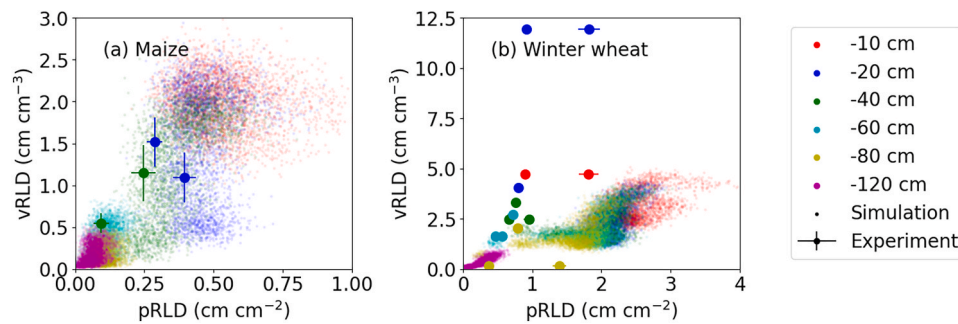 (a) Maize
vRLD (cm cm⁻³)
3.0
2.5
2.0
1.5
1.0
0.5
0.0
0.00 0.25 0.50 0.75 1.00
pRLD (cm cm⁻²)
(b) Winter wheat
vRLD (cm cm⁻³)
12.5
10.0
7.5
5.0
2.5
0.0
0 1 2 3 4
pRLD (cm cm⁻²)
-10 cm
-20 cm
-40 cm
-60 cm
-80 cm
-120 cm
Simulation
Experiment